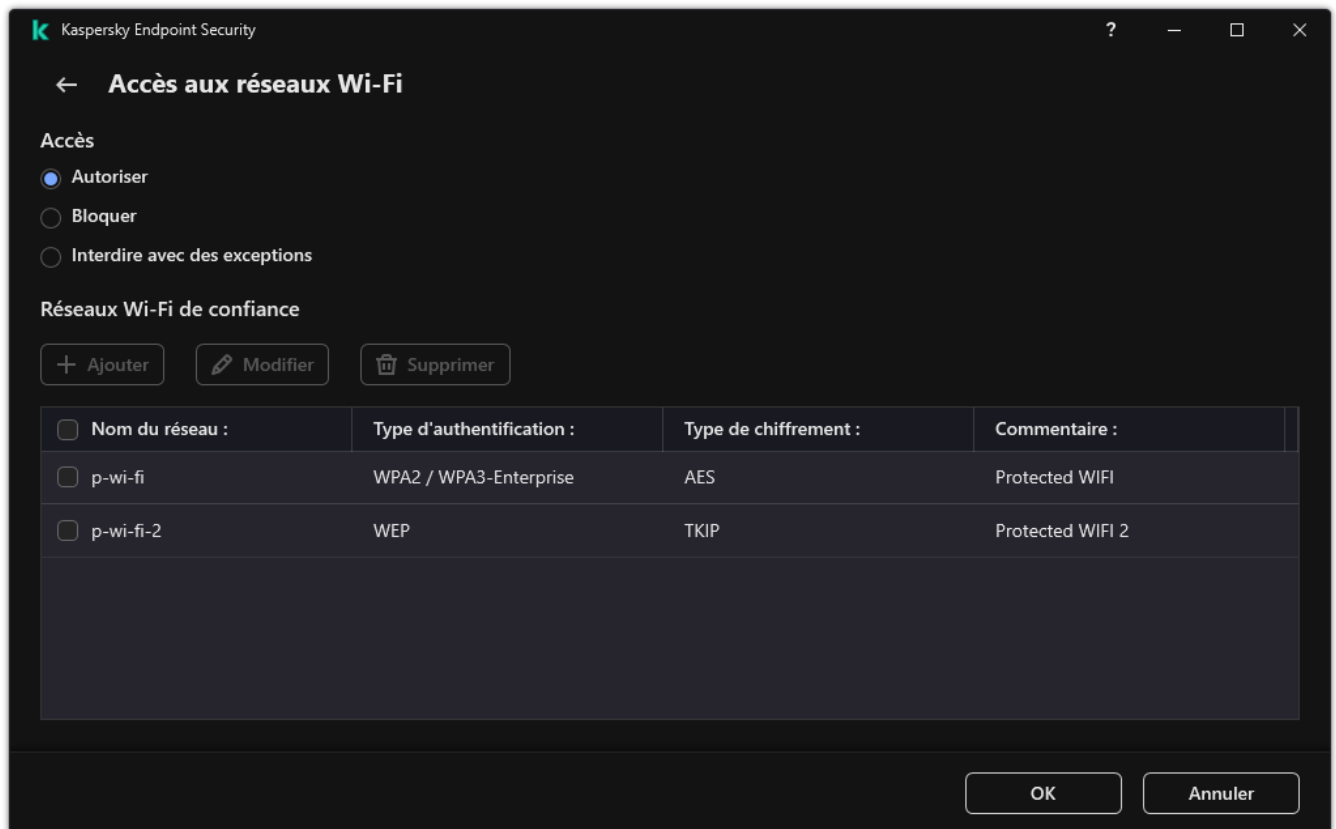 Kaspersky Endpoint Security ?
Accès aux réseaux Wi-Fi
Accès
Autoriser
Bloquer
Interdire avec des exceptions
Réseaux Wi-Fi de confiance
Ajouter Modifier Supprimer
Nom du réseau : Type d'authentification : Type de chiffrement : Commentaire :
p-wi-fi WPA2 / WPA3-Enterprise AES Protected WIFI
p-wi-fi-2 WEP TKIP Protected WIFI 2
OK Annuler